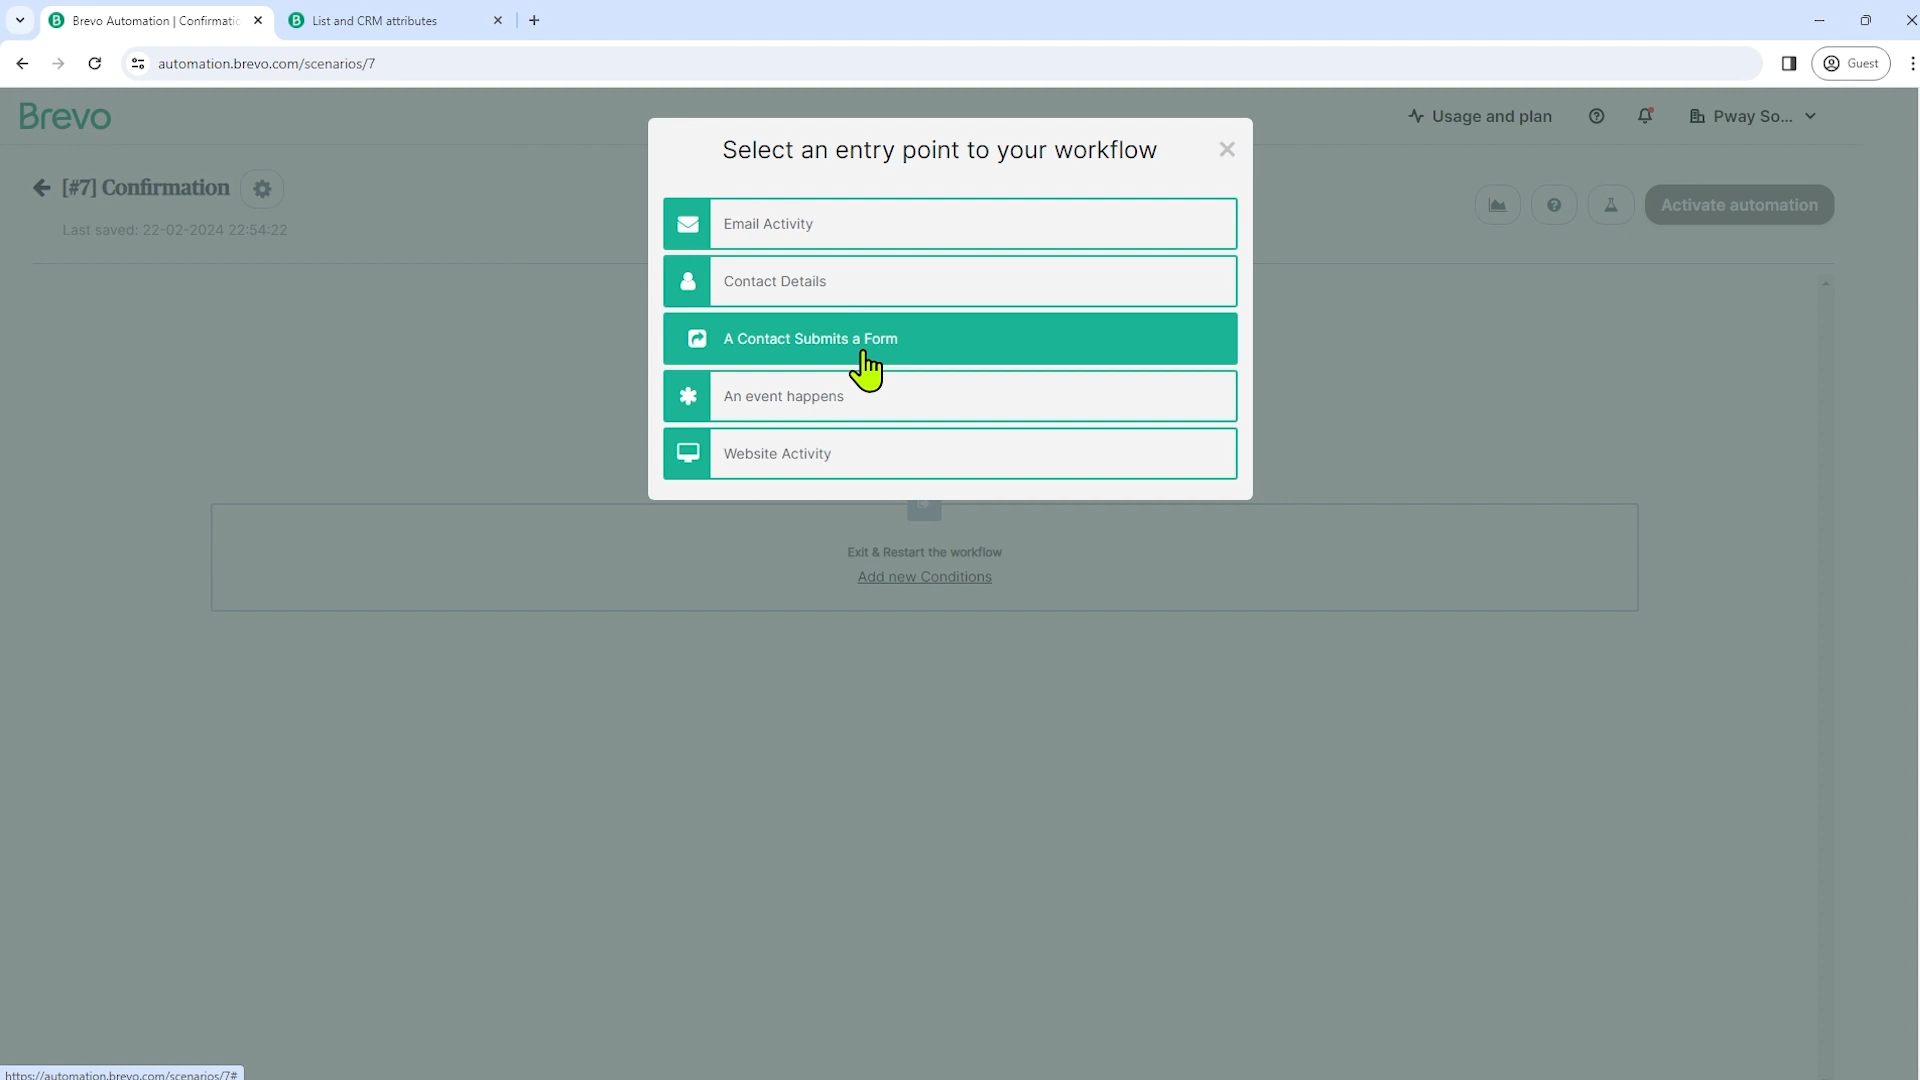 Brevo Automation | Confirmatio
List and CRM attributes
automation.brevo.com/scenarios/7
Guest
Brevo
Usage and plan
Pway So...
[#7] Confirmation
Last saved: 22-02-2024 22:54:22
Activate automation
Select an entry point to your workflow
Email Activity
Contact Details
A Contact Submits a Form
An event happens
Website Activity
Exit & Restart the workflow
Add new Conditions
https://automation.brevo.com/scenarios/7#